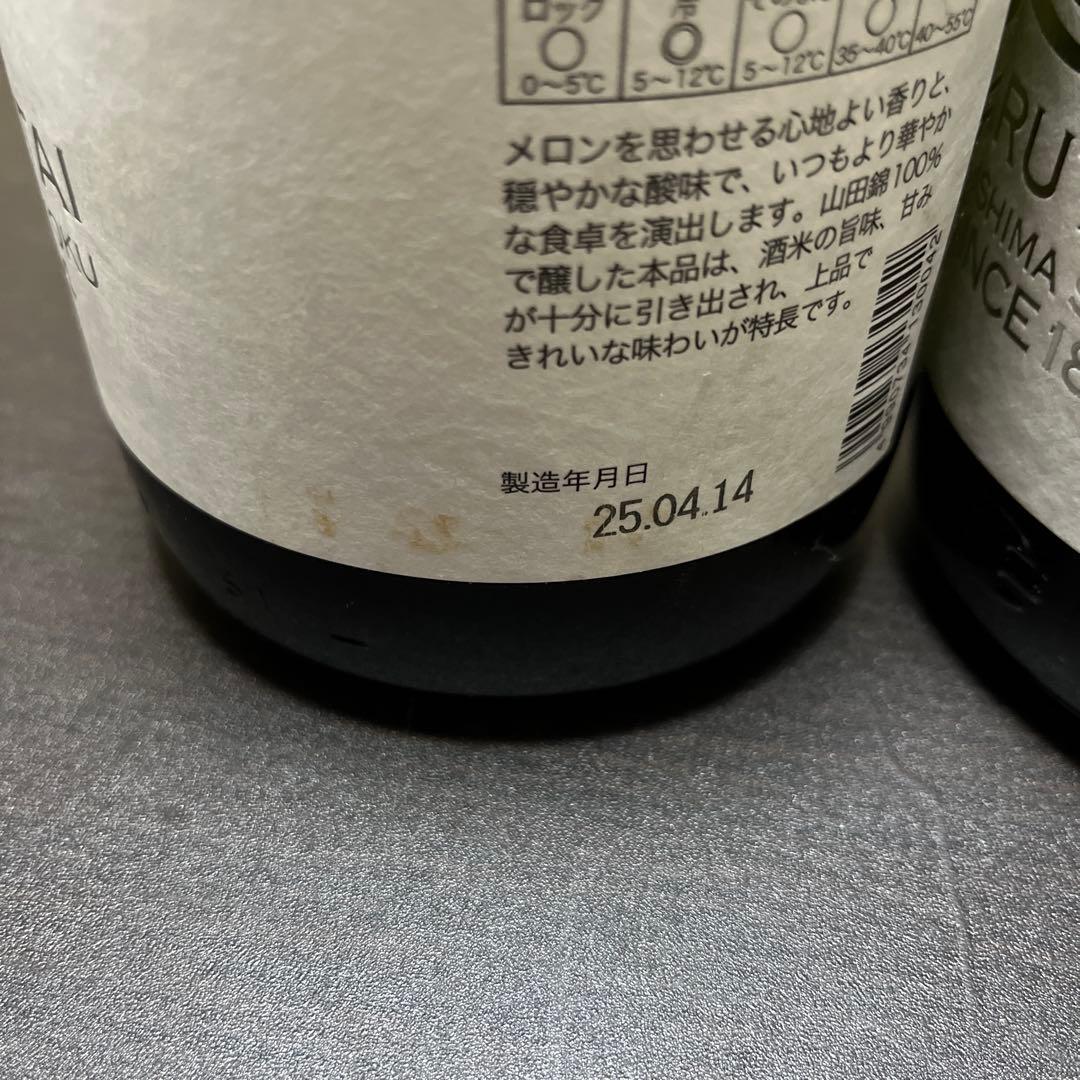 ロック
冷
0〜5℃
5〜12℃
5〜12℃
35〜40℃
40〜55℃
メロンを思わせる心地よい香りと、
穏やかな酸味で、いつもより華やか
な食卓を演出します。山田錦100%
で醸した本品は、酒米の旨味、甘み
が十分に引き出され、上品で
きれいな味わいが特長です。
製造年月日
25.04.14
TAI
KU
RU
SHIMA
NCE 18